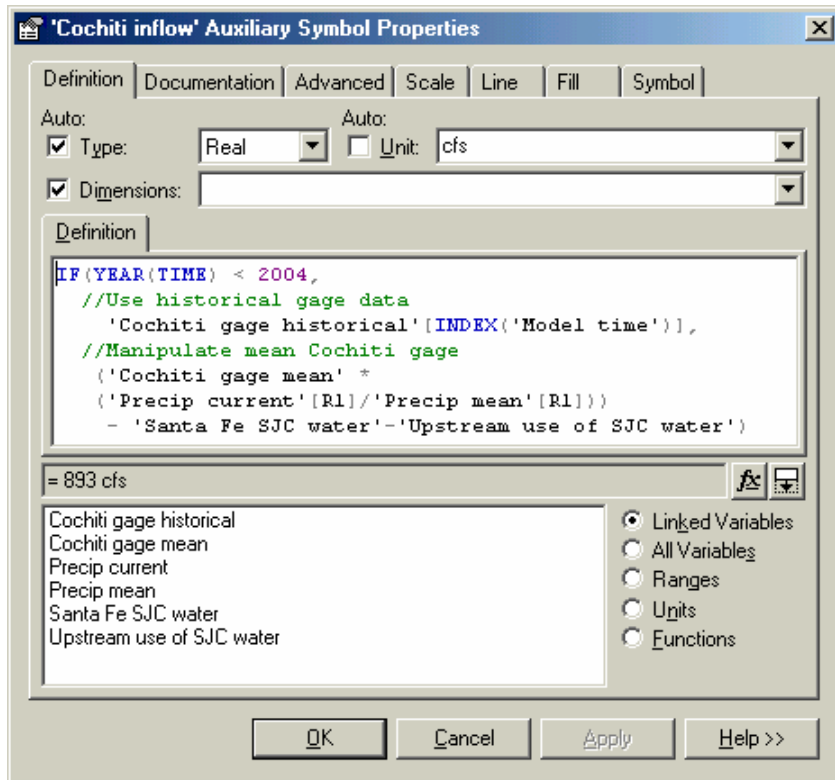 'Cochiti inflow' Auxiliary Symbol Properties
Definition Documentation Advanced Scale Line Fill Symbol
Auto: Auto:
Type: Real Unit: cfs
Dimensions:
Definition
IF(YEAR(TIME) < 2004,
//Use historical gage data
'Cochiti gage historical'[INDEX('Model time')],
//Manipulate mean Cochiti gage
('Cochiti gage mean' *
('Precip current'[R1]/'Precip mean'[R1]))
- 'Santa Fe SJC water'-'Upstream use of SJC water')
= 893 cfs fx
Cochiti gage historical
Cochiti gage mean
Precip current
Precip mean
Santa Fe SJC water
Upstream use of SJC water
Linked Variables
All Variables
Ranges
Units
Functions
OK Cancel Apply Help >>